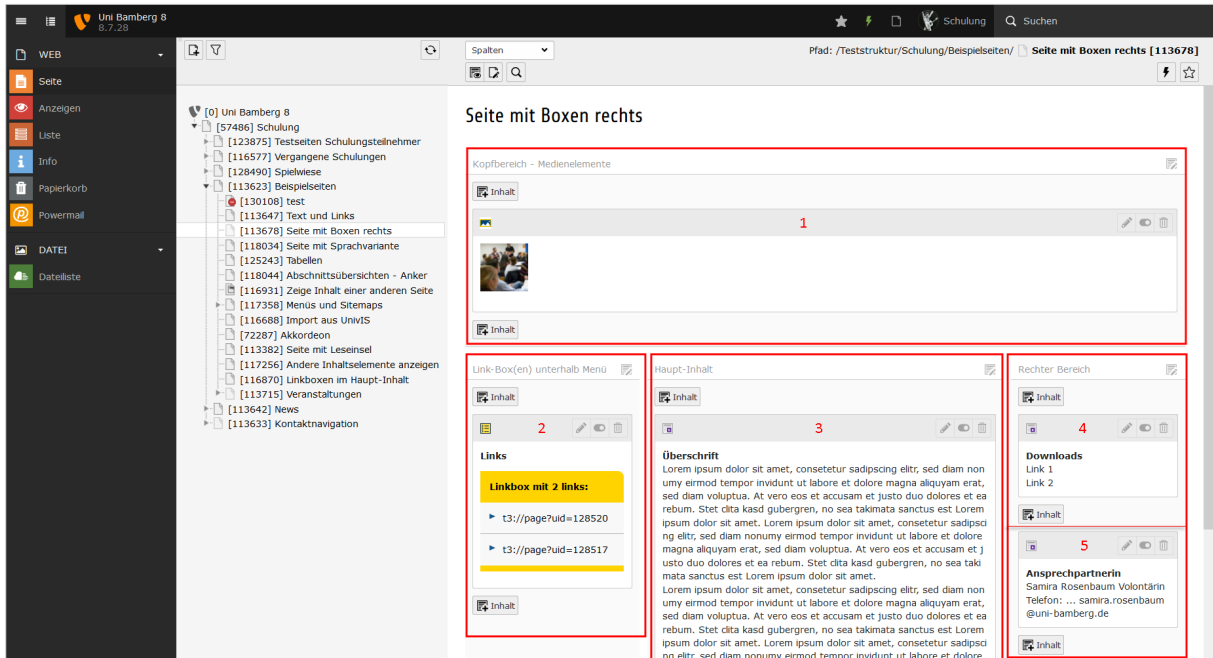 Uni Bamberg 8
8.7.28
Schulung
Suchen
WEB
Seite
Anzeigen
Liste
Info
Papierkorb
Powermail
DATEI
Dateiliste
[0] Uni Bamberg 8
[57486] Schulung
[123875] Testseiten Schulungsteilnehmer
[116577] Vergangene Schulungen
[128490] Spielwiese
[113623] Beispielseiten
[130108] test
[113647] Text und Links
[113678] Seite mit Boxen rechts
[118034] Seite mit Sprachvariante
[125243] Tabellen
[118044] Abschnittsübersichten - Anker
[116931] Zeige Inhalt einer anderen Seite
[117358] Menüs und Sitemaps
[116688] Import aus UnivIS
[72287] Akkordeon
[113382] Seite mit Leseinsel
[117256] Andere Inhaltselemente anzeigen
[116870] Linkboxen im Haupt-Inhalt
[113715] Veranstaltungen
[113642] News
[113633] Kontaktnavigation
Spalten
Pfad: /Teststruktur/Schulung/Beispielseiten/ Seite mit Boxen rechts [113678]
Seite mit Boxen rechts
Kopfbereich - Medienelemente
Inhalt
1
Inhalt
Link-Box(en) unterhalb Menü
Inhalt
2
Links
Linkbox mit 2 links:
t3://page?uid=128520
t3://page?uid=128517
Inhalt
Haupt-Inhalt
Inhalt
3
Überschrift
Lorem ipsum dolor sit amet, consetetur sadipscing elitr, sed diam non
umy eirmod tempor invidunt ut labore et dolore magna aliquyam erat,
sed diam voluptua. At vero eos et accusam et justo duo dolores et ea
rebum. Stet clita kasd gubergren, no sea takimata sanctus est Lorem
ipsum dolor sit amet. Lorem ipsum dolor sit amet, consetetur sadipsci
ng elitr, sed diam nonumy eirmod tempor invidunt ut labore et dolore
magna aliquyam erat, sed diam voluptua. At vero eos et accusam et j
usto duo dolores et ea rebum. Stet clita kasd gubergren, no sea taki
mata sanctus est Lorem ipsum dolor sit amet.
Lorem ipsum dolor sit amet, consetetur sadipscing elitr, sed diam non
umy eirmod tempor invidunt ut labore et dolore magna aliquyam erat,
sed diam voluptua. At vero eos et accusam et justo duo dolores et ea
rebum. Stet clita kasd gubergren, no sea takimata sanctus est Lorem
ipsum dolor sit amet. Lorem ipsum dolor sit amet, consetetur sadipsci
ng elitr, sed diam nonumy eirmod tempor invidunt ut labore et dolore
Rechter Bereich
Inhalt
4
Downloads
Link 1
Link 2
Inhalt
5
Ansprechpartnerin
Samira Rosenbaum Volontärin
Telefon: ... samira.rosenbaum
@uni-bamberg.de
Inhalt